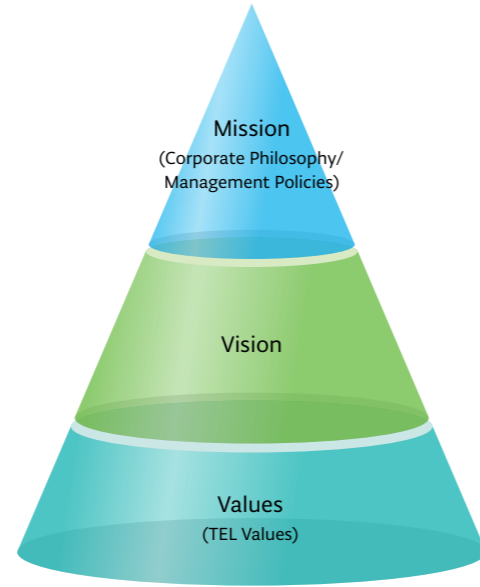 Mission
(Corporate Philosophy/
Management Policies)
Vision
Values
(TEL Values)